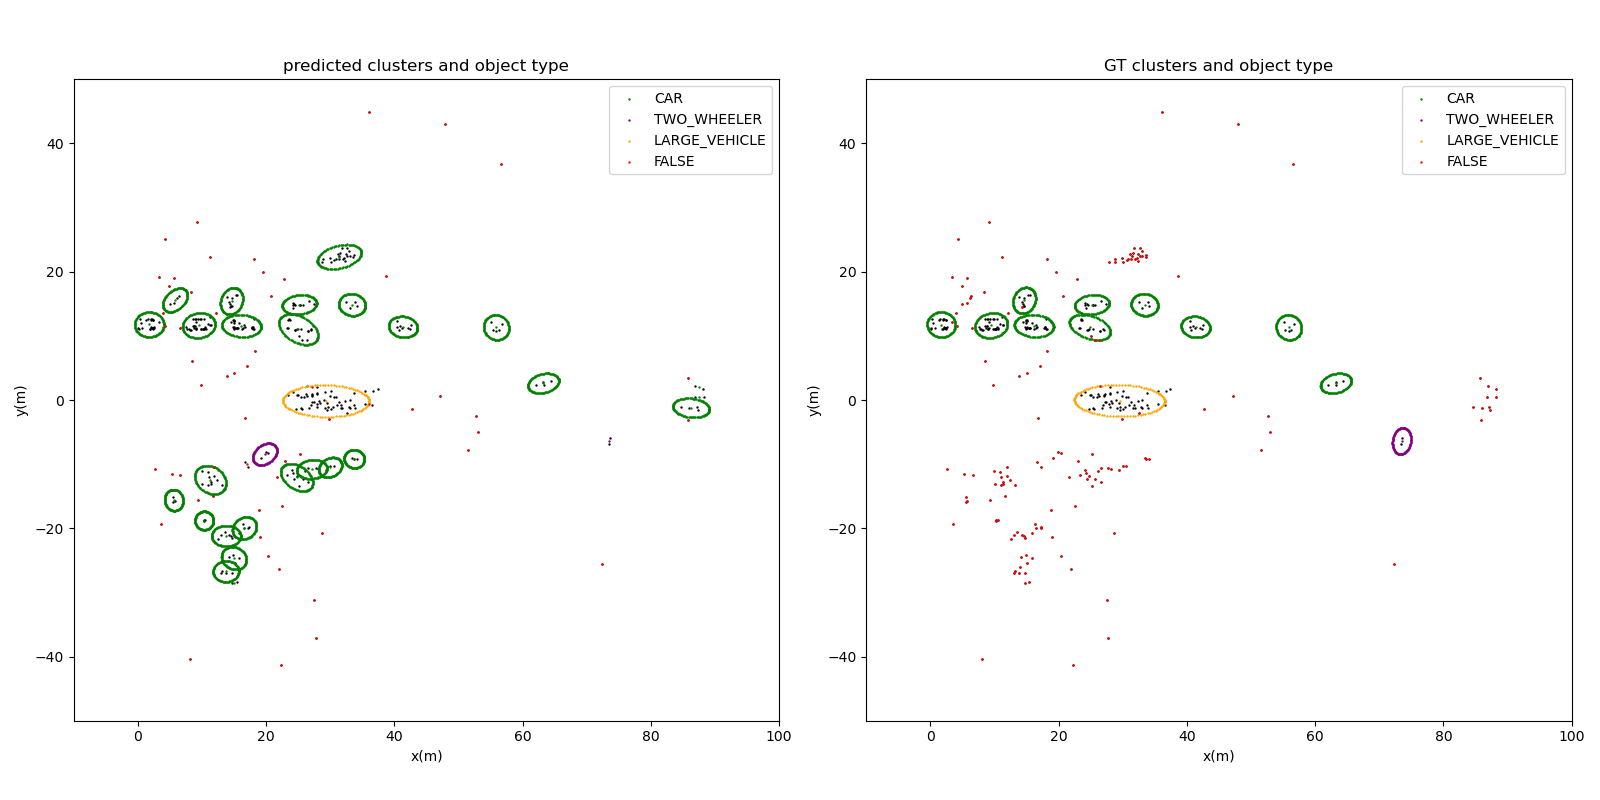 predicted clusters and object type
CAR
TWO_WHEELER
LARGE_VEHICLE
FALSE
40
20
0
−20
−40
y(m)
0
20
40
60
80
100
x(m)
GT clusters and object type
CAR
TWO_WHEELER
LARGE_VEHICLE
FALSE
40
20
0
−20
−40
y(m)
0
20
40
60
80
100
x(m)